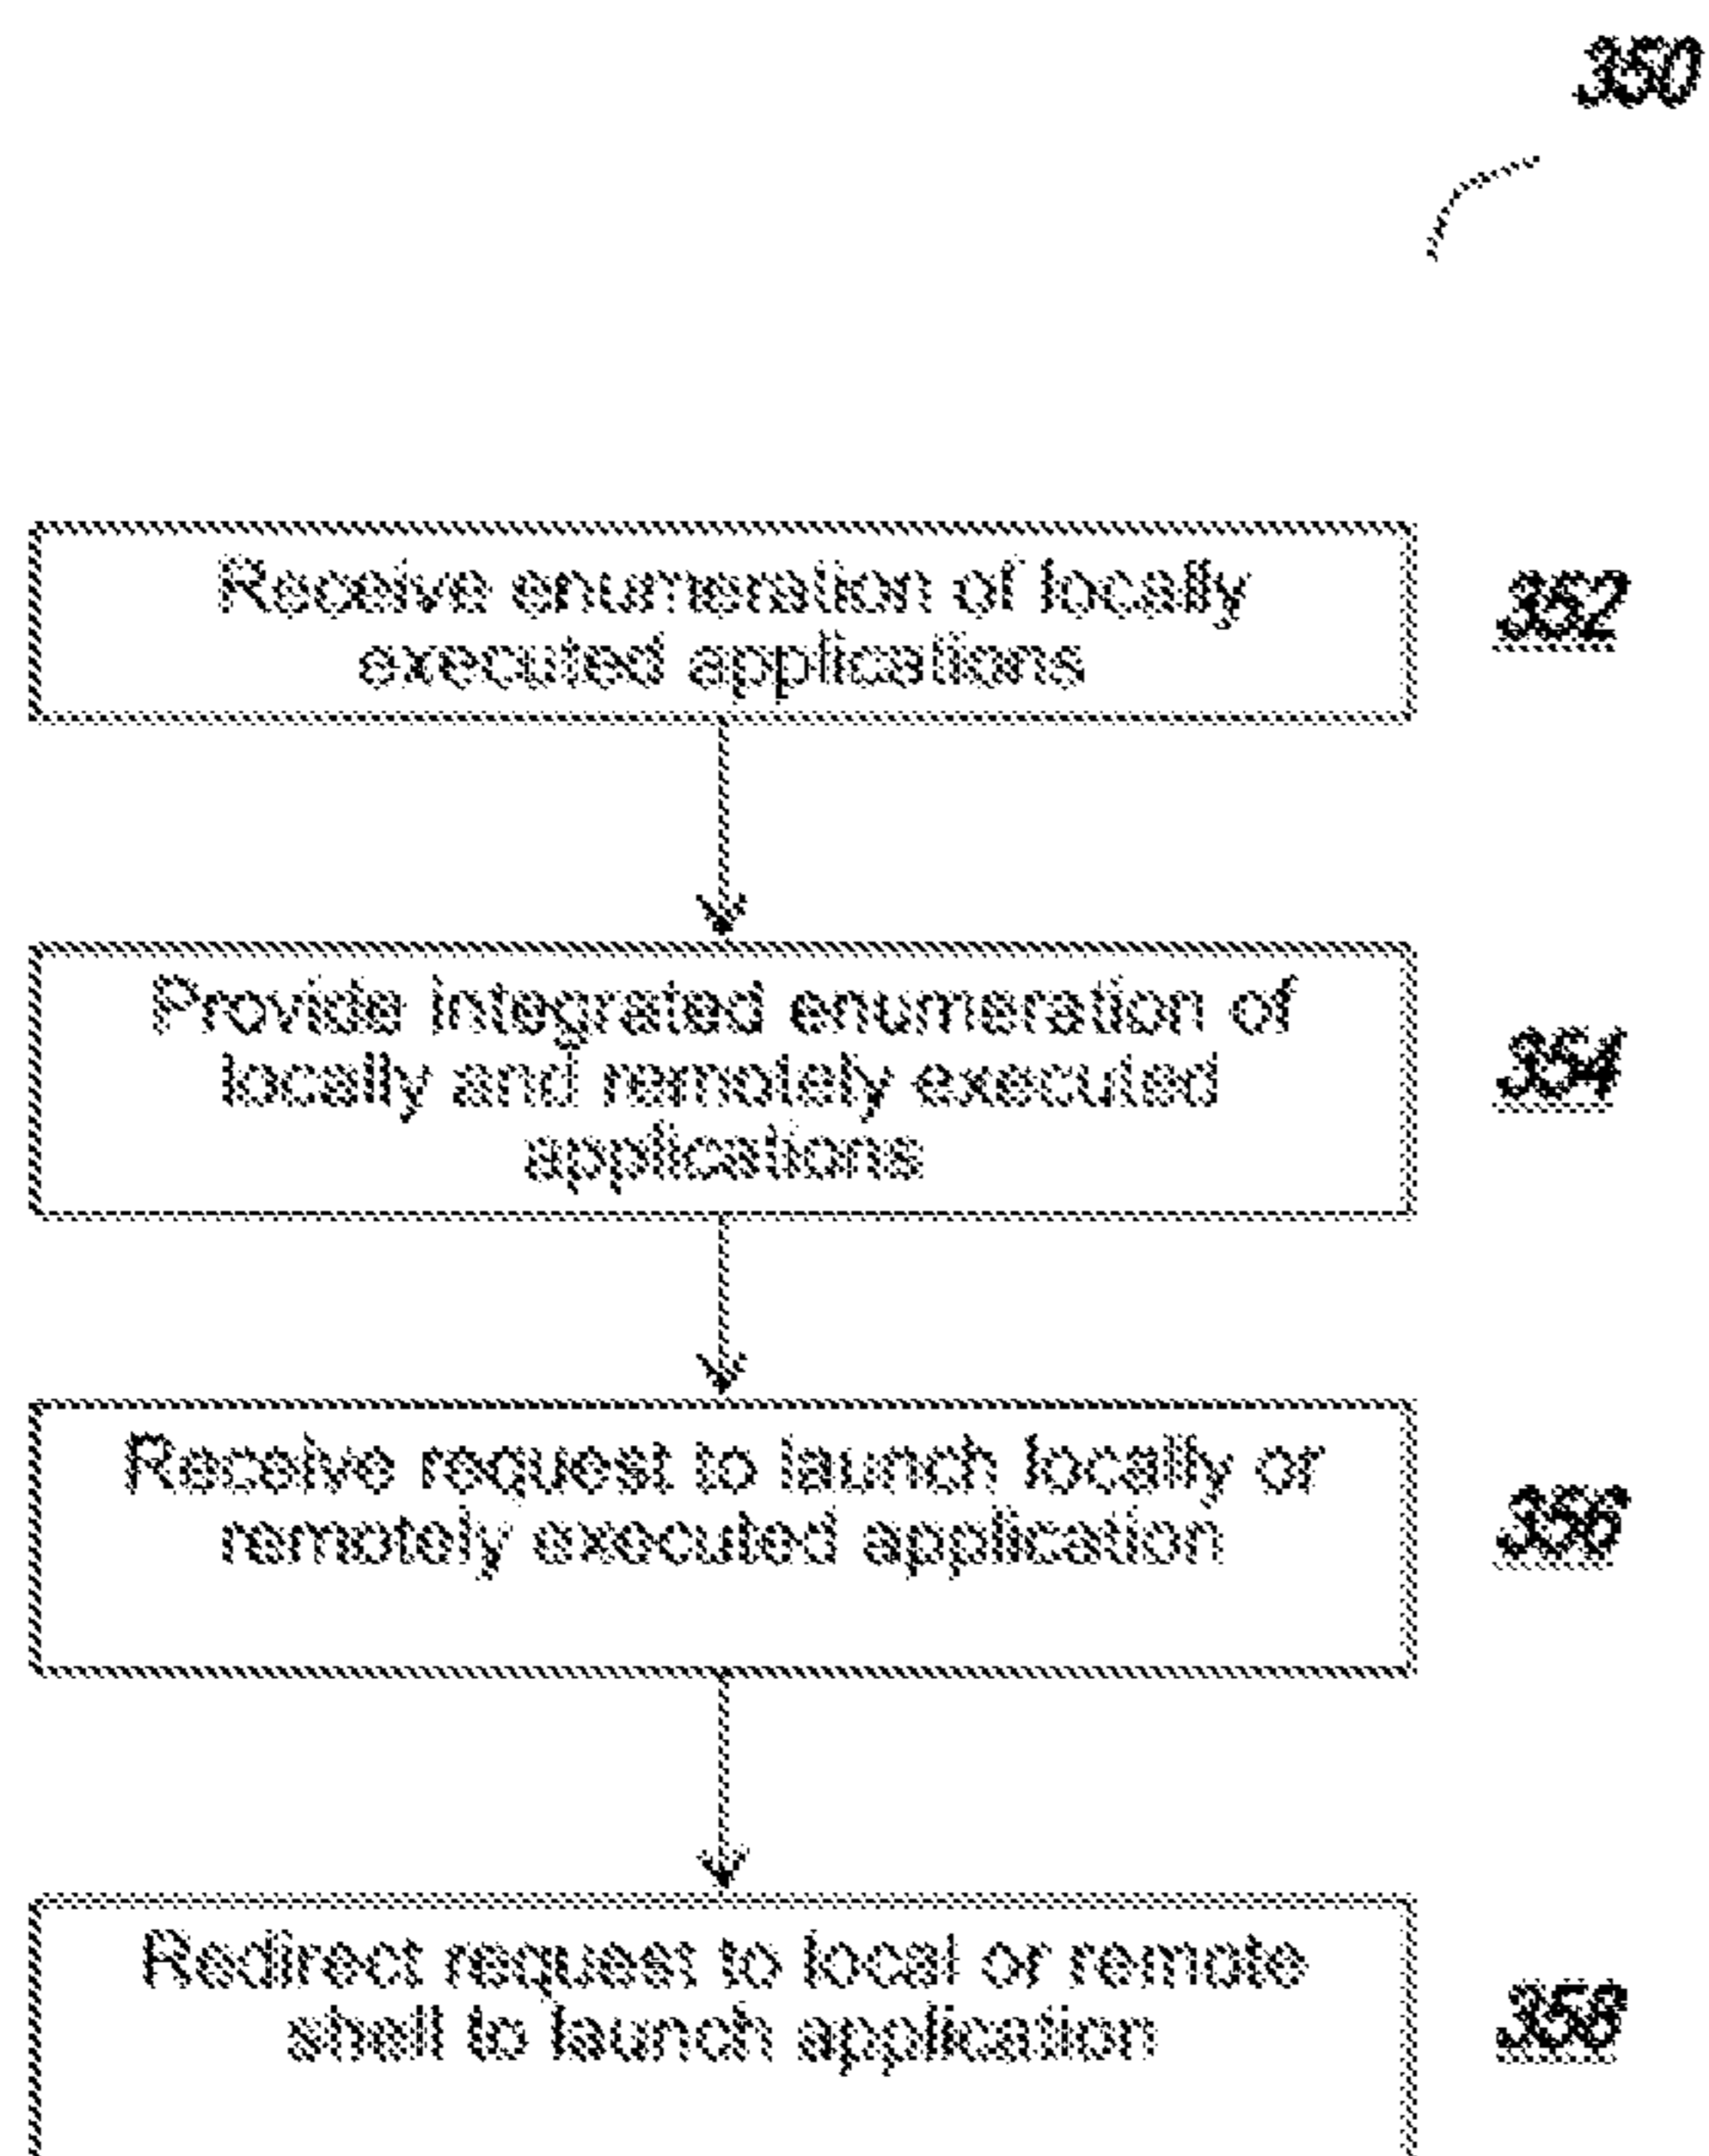 350
Receive enumeration of locally
executed applications
352
Provide integrated enumeration of
locally and remotely executed
applications
354
Receive request to launch locally or
remotely executed application
356
Redirect request to local or remote
shell to launch application
358